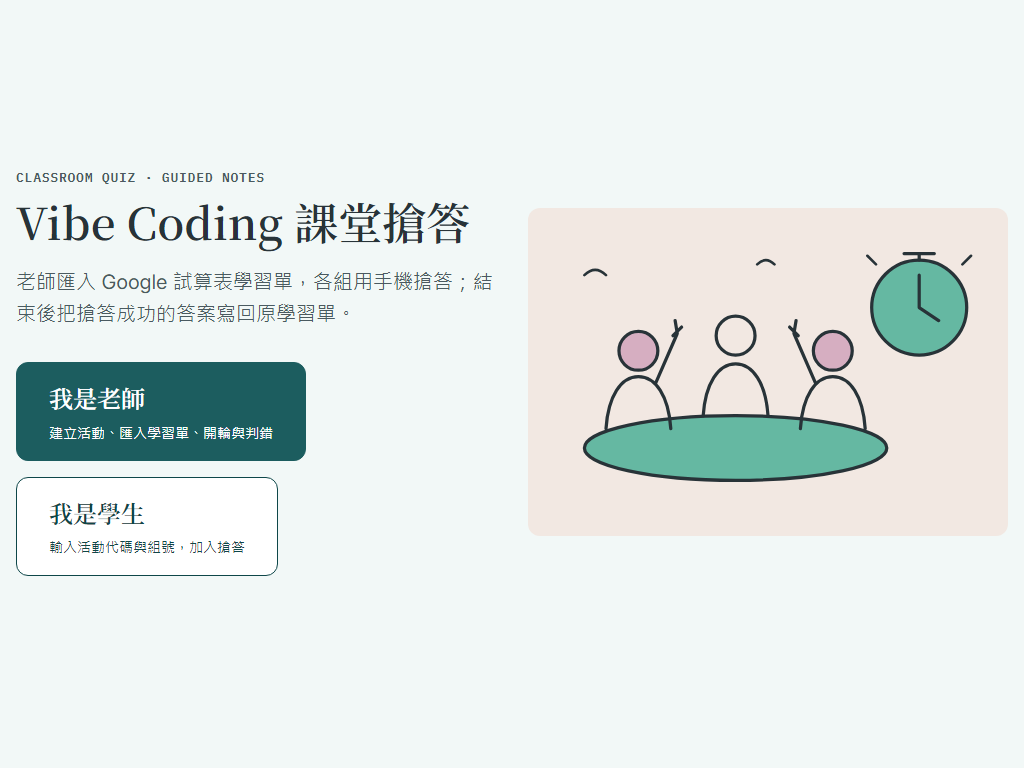 CLASSROOM QUIZ · GUIDED NOTES
Vibe Coding 課堂搶答
老師匯入 Google 試算表學習單，各組用手機搶答；結
束後把搶答成功的答案寫回原學習單。
我是老師
建立活動、匯入學習單、開輪與判錯
我是學生
輸入活動代碼與組號，加入搶答